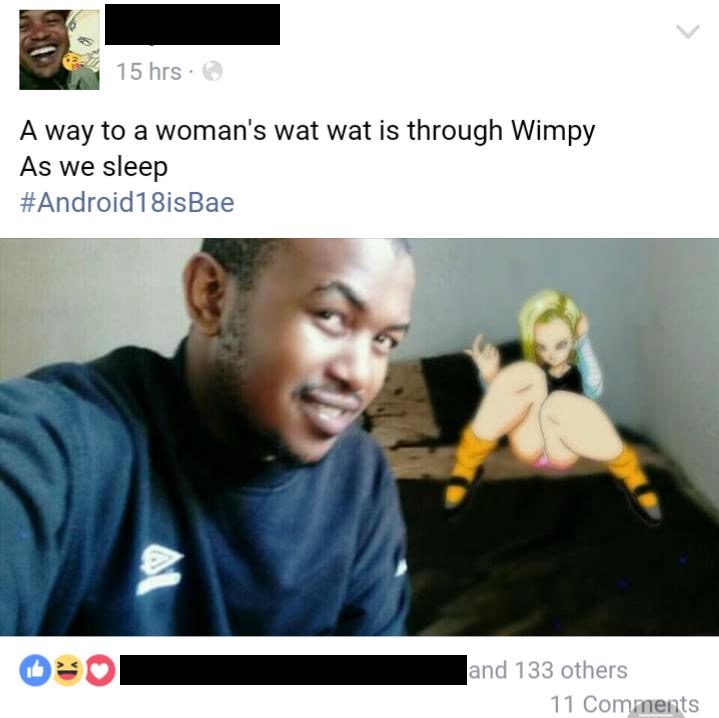 15 hrs ·
A way to a woman's wat wat is through Wimpy
As we sleep
#Android18isBae
and 133 others
11 Comments